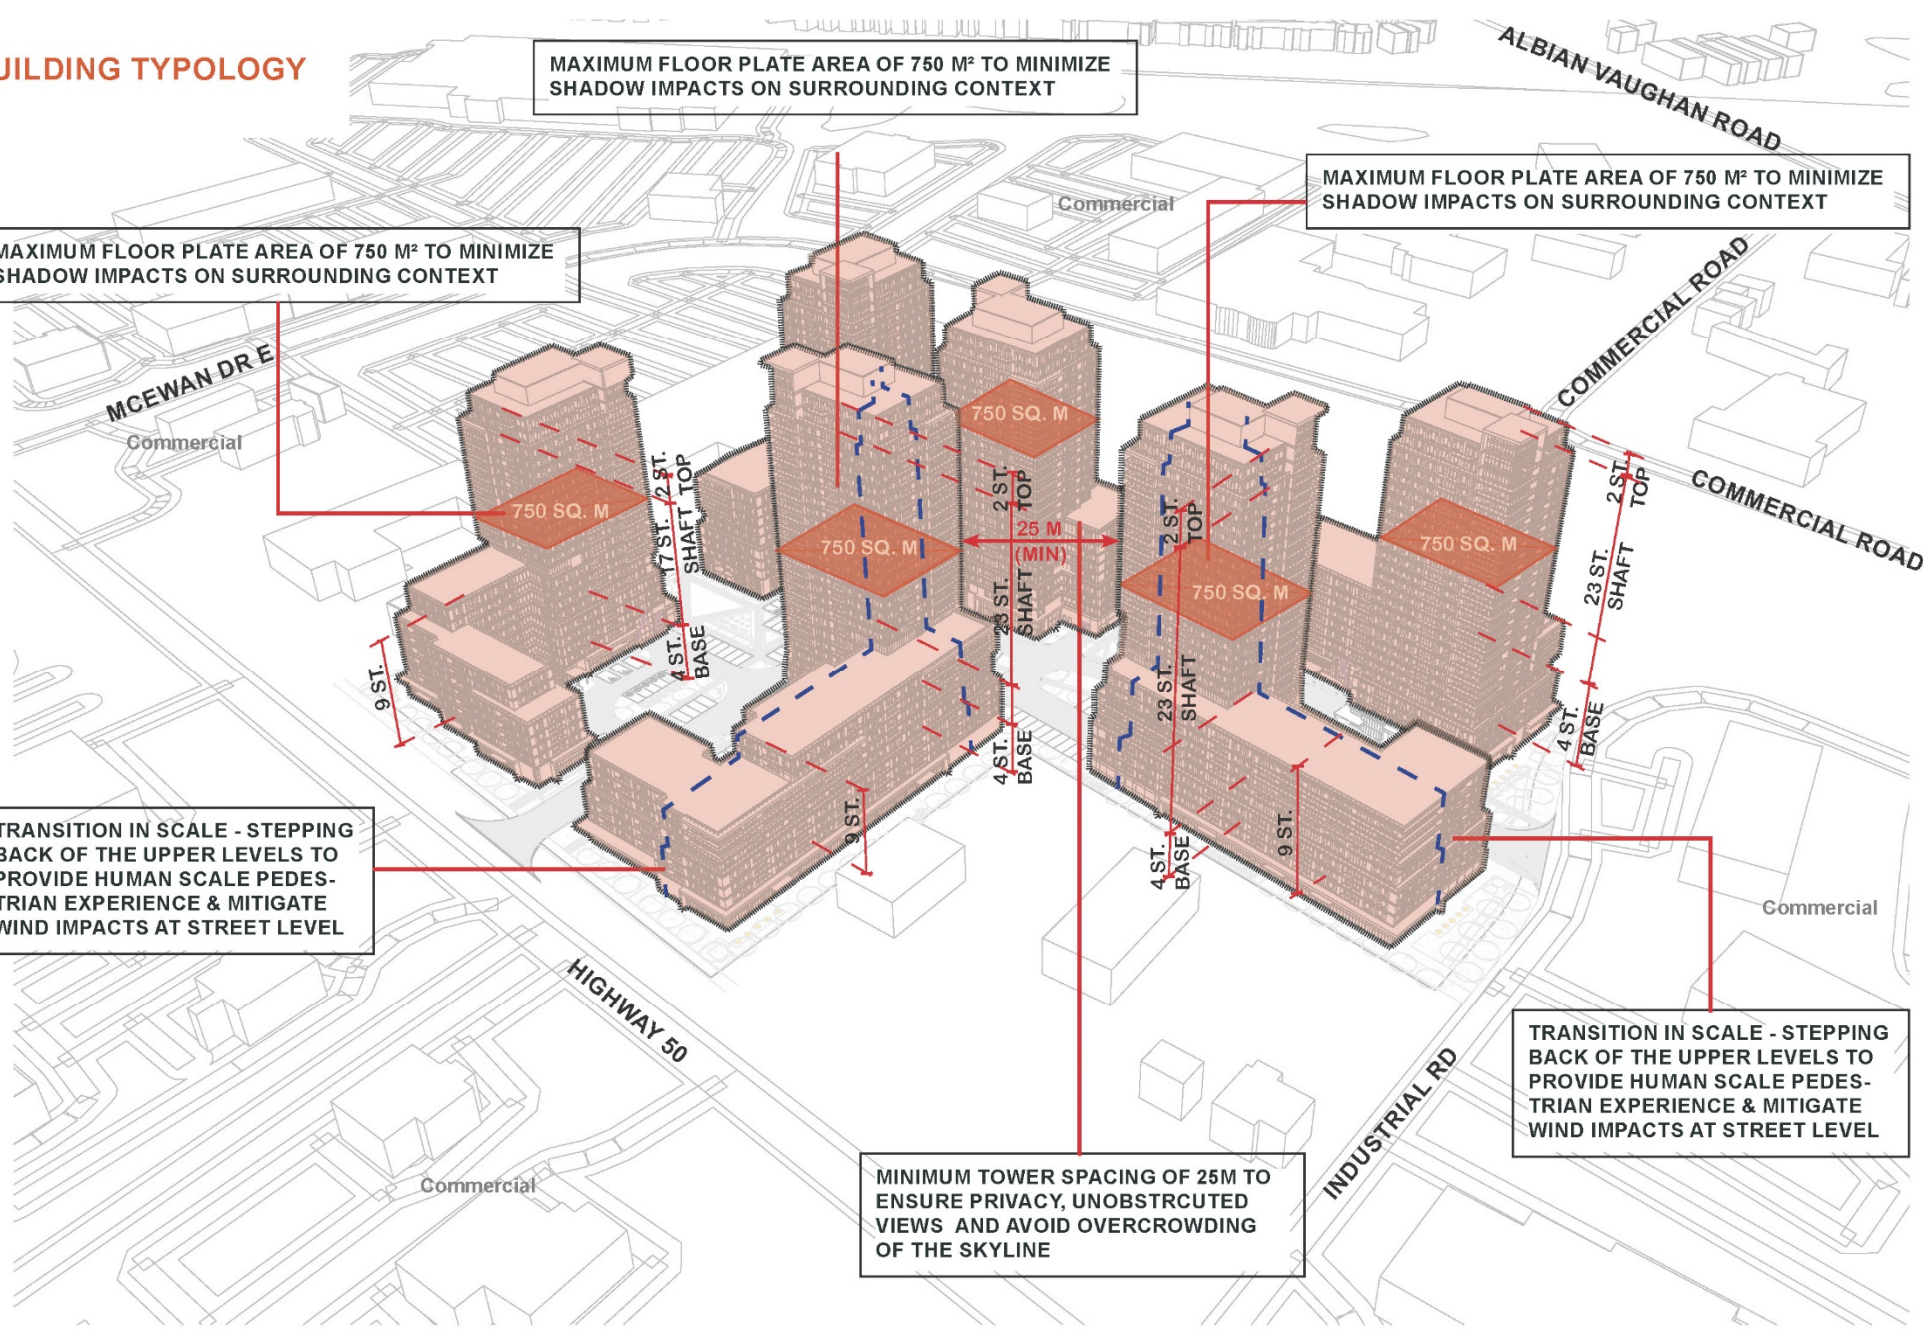 UILDING TYPOLOGY
MAXIMUM FLOOR PLATE AREA OF 750 M² TO MINIMIZE
SHADOW IMPACTS ON SURROUNDING CONTEXT
ALBIAN VAUGHAN ROAD
MAXIMUM FLOOR PLATE AREA OF 750 M² TO MINIMIZE
SHADOW IMPACTS ON SURROUNDING CONTEXT
Commercial
MAXIMUM FLOOR PLATE AREA OF 750 M² TO MINIMIZE
SHADOW IMPACTS ON SURROUNDING CONTEXT
COMMERCIAL ROAD
MCEWAN DR E
Commercial
COMMERCIAL ROAD
750 SQ. M
750 SQ. M
750 SQ. M
750 SQ. M
750 SQ. M
25 M
(MIN)
2 ST.
TOP
17 ST.
SHAFT
4 ST.
BASE
9 ST.
2 ST.
TOP
23 ST.
SHAFT
4 ST.
BASE
9 ST.
2 ST.
TOP
23 ST.
SHAFT
4 ST.
BASE
9 ST.
2 ST.
TOP
23 ST.
SHAFT
4 ST.
BASE
TRANSITION IN SCALE - STEPPING
BACK OF THE UPPER LEVELS TO
PROVIDE HUMAN SCALE PEDES-
TRIAN EXPERIENCE & MITIGATE
WIND IMPACTS AT STREET LEVEL
Commercial
HIGHWAY 50
INDUSTRIAL RD
TRANSITION IN SCALE - STEPPING
BACK OF THE UPPER LEVELS TO
PROVIDE HUMAN SCALE PEDES-
TRIAN EXPERIENCE & MITIGATE
WIND IMPACTS AT STREET LEVEL
Commercial
MINIMUM TOWER SPACING OF 25M TO
ENSURE PRIVACY, UNOBSTRCUTED
VIEWS AND AVOID OVERCROWDING
OF THE SKYLINE